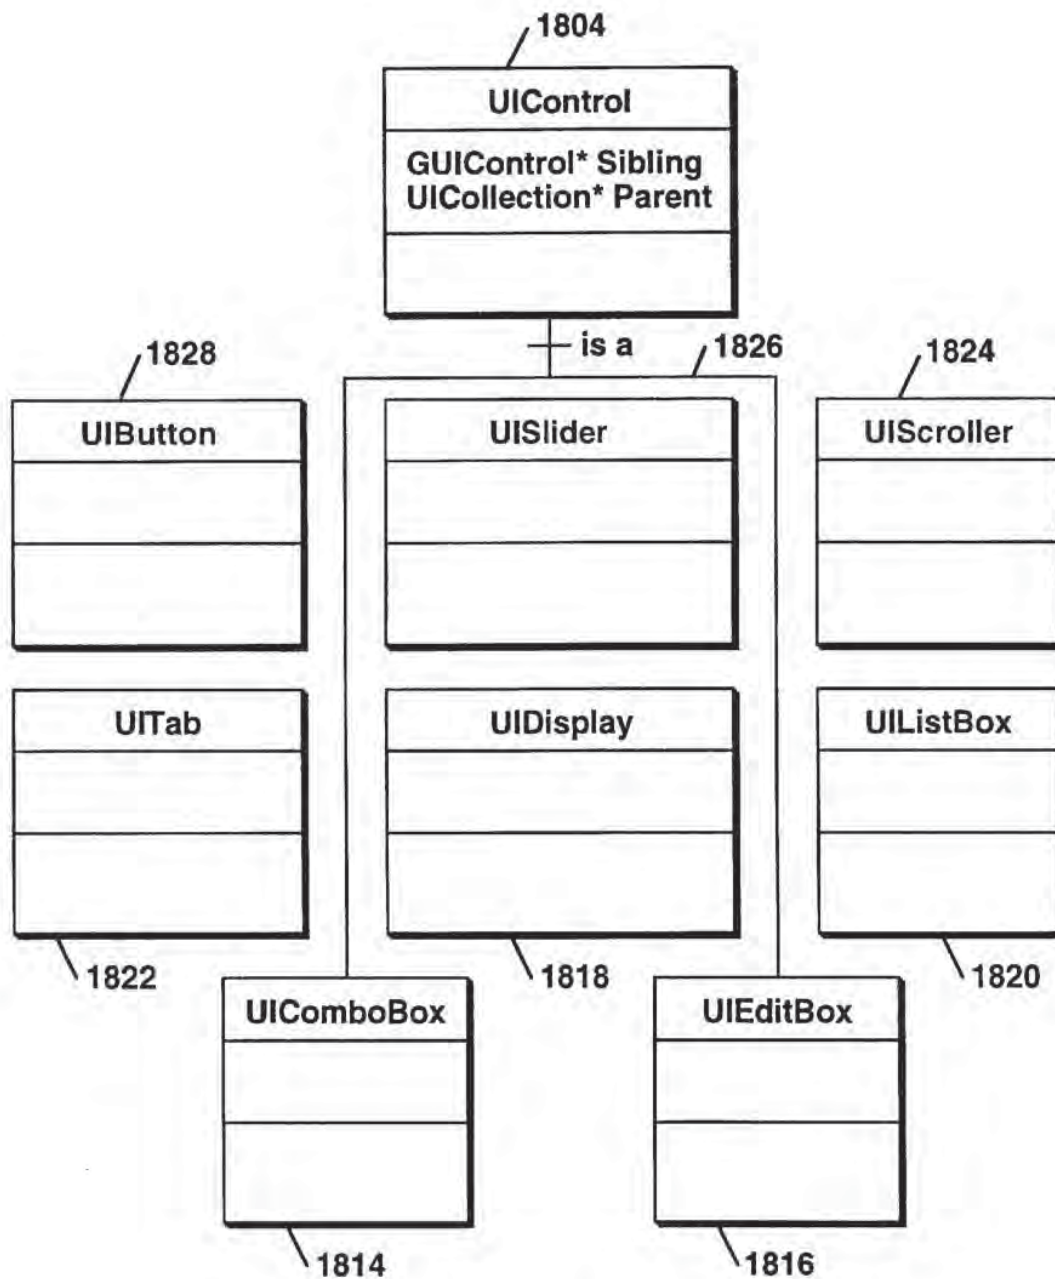 1804
UIControl
GUIControl* Sibling
UICollection* Parent
is a
1828
1826
1824
UIButton
UISlider
UIScroller
UITab
UIDisplay
UIListBox
1822
1818
1820
UIComboBox
UIEditBox
1814
1816